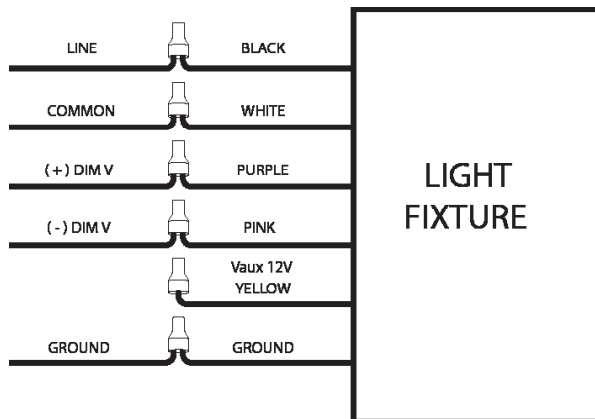 LINE BLACK
COMMON WHITE
(+) DIM V PURPLE
(-) DIM V PINK
Vaux 12V
YELLOW
GROUND GROUND
LIGHT
FIXTURE